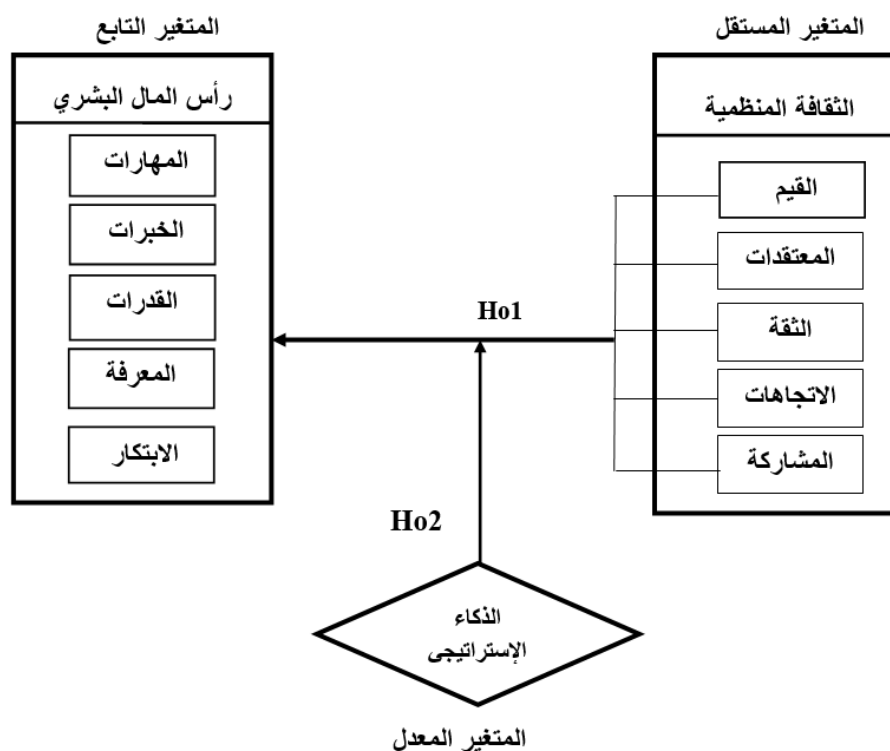 المتغير المستقل
الثقافة المنظمية
القيم
المعتقدات
الثقة
الاتجاهات
المشاركة
المتغير التابع
رأس المال البشري
المهارات
الخبرات
القدرات
المعرفة
الابتكار
Ho1
Ho2
الذكاء
الإستراتيجى
المتغير المعدل